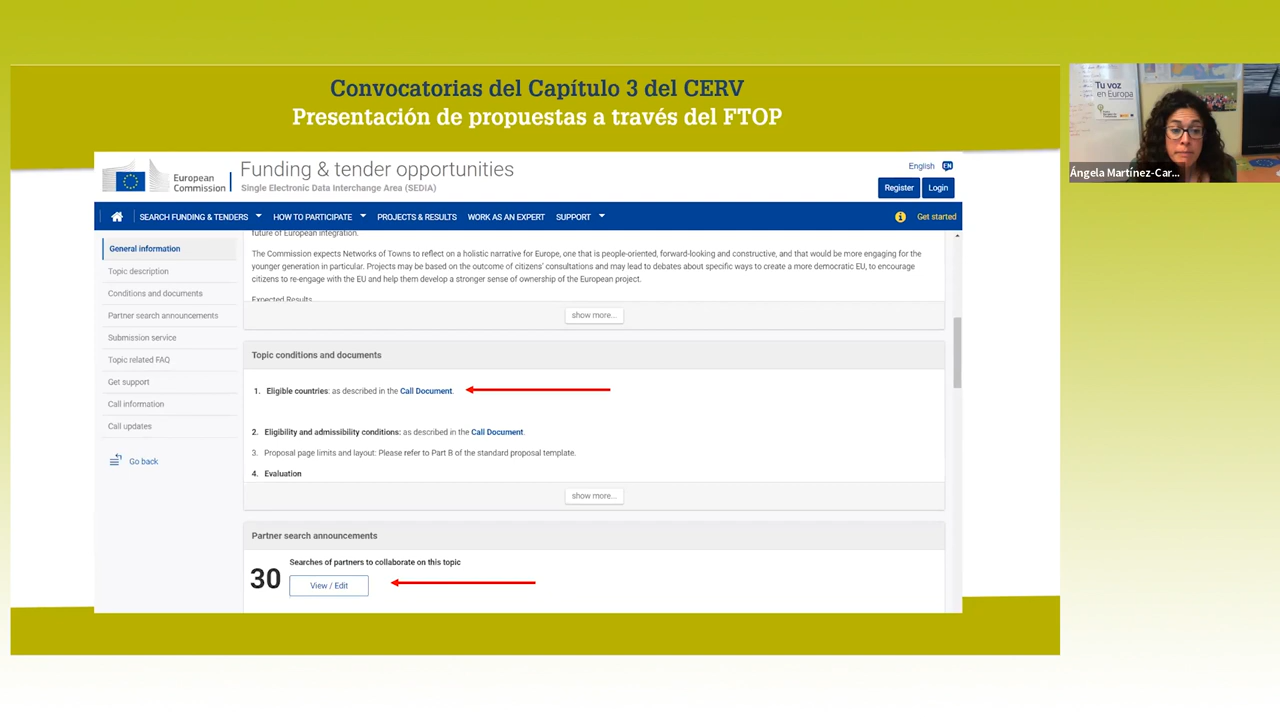 Convocatorias del Capítulo 3 del CERV
Presentación de propuestas a través del FTOP
European
Commission
Funding & tender opportunities
Single Electronic Data Interchange Area (SEDIA)
English EN
Register Login
SEARCH FUNDING & TENDERS HOW TO PARTICIPATE PROJECTS & RESULTS WORK AS AN EXPERT SUPPORT
Get started
General information
Topic description
Conditions and documents
Partner search announcements
Submission service
Topic related FAQ
Get support
Call information
Call updates
Go back
future of European integration.
The Commission expects Networks of Towns to reflect on a holistic narrative for Europe, one that is people-oriented, forward-looking and constructive, and that would be more engaging for the
younger generation in particular. Projects may be based on the outcome of citizens' consultations and may lead to debates about specific ways to create a more democratic EU, to encourage
citizens to re-engage with the EU and help them develop a stronger sense of ownership of the European project.
Expected Results
show more...
Topic conditions and documents
1. Eligible countries: as described in the Call Document.
2. Eligibility and admissibility conditions: as described in the Call Document.
3. Proposal page limits and layout: Please refer to Part B of the standard proposal template.
4. Evaluation
show more...
Partner search announcements
30
Searches of partners to collaborate on this topic
View / Edit
Tu voz
en Europa
Ángela Martínez-Car...